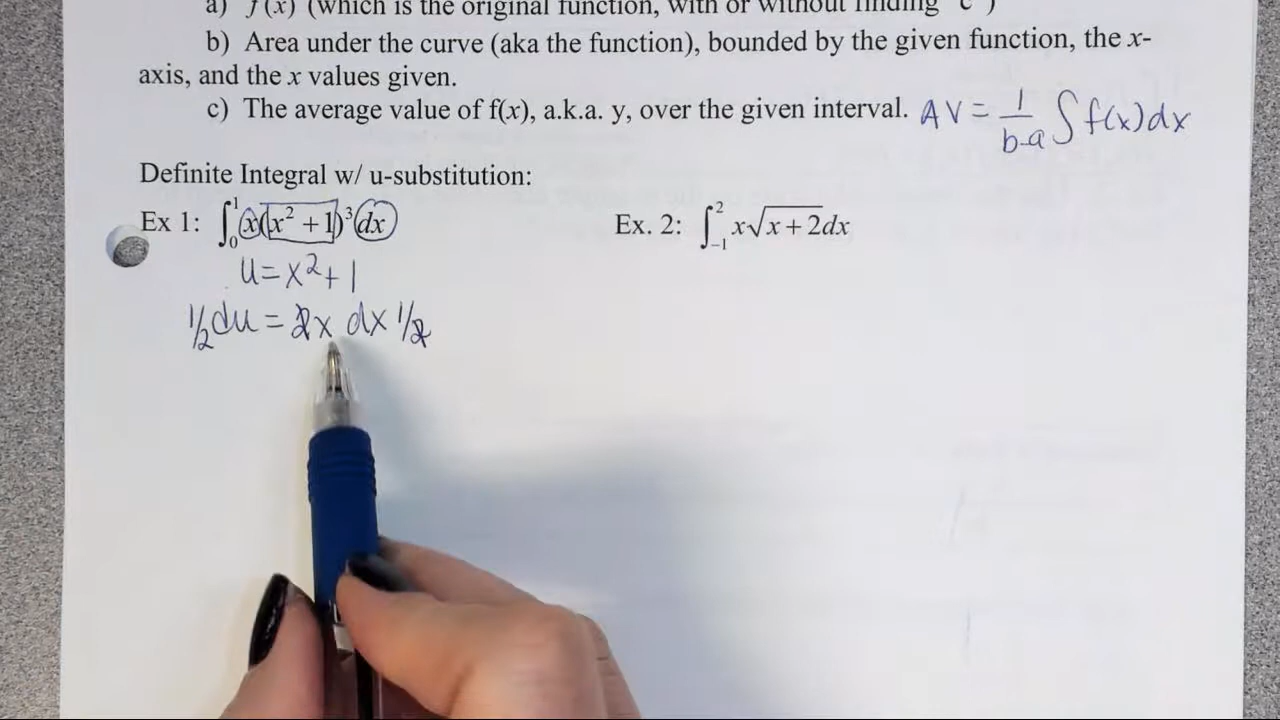 a) f(x) (which is the original function, with or without finding "c")
b) Area under the curve (aka the function), bounded by the given function, the x-
axis, and the x values given.
c) The average value of f(x), a.k.a. y, over the given interval. AV = 1/(b-a) ∫ f(x)dx
Definite Integral w/ u-substitution:
Ex 1: ∫₀¹ x(x² + 1)³dx Ex. 2: ∫₋₁² x√(x + 2)dx
u = x² + 1
1/2 du = 2x dx 1/2